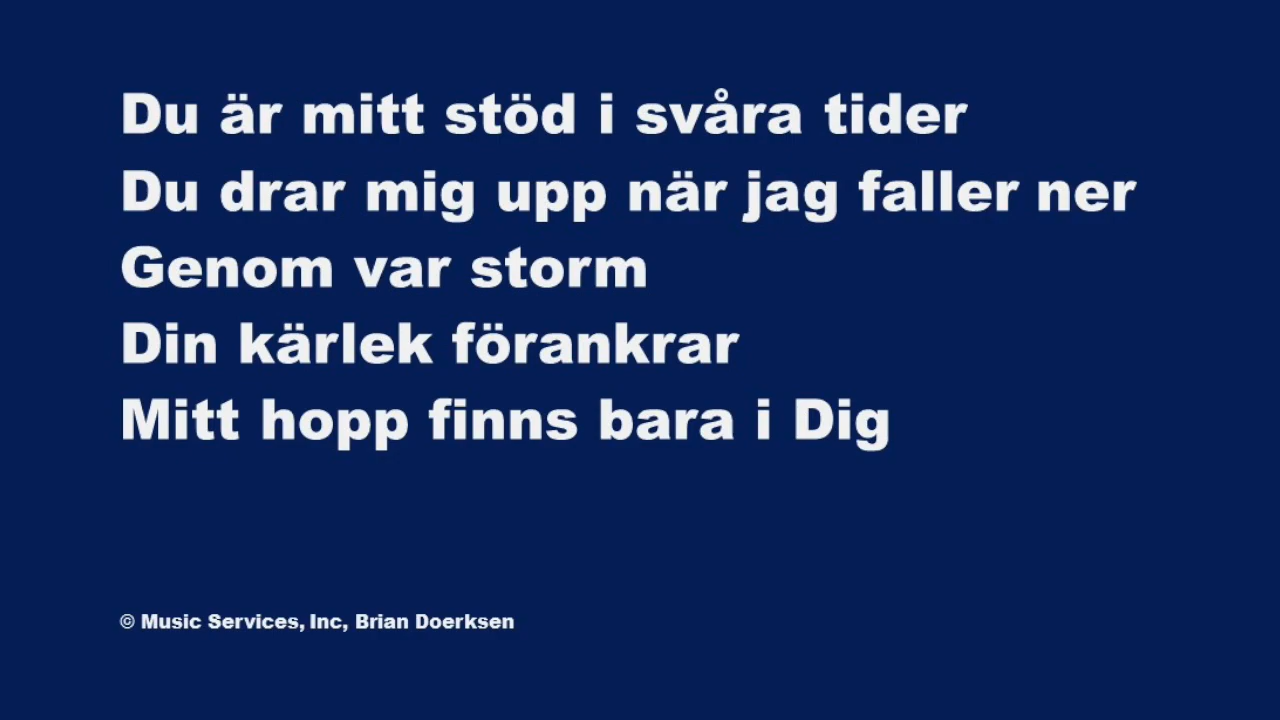 Du är mitt stöd i svåra tider
Du drar mig upp när jag faller ner
Genom var storm
Din kärlek förankrar
Mitt hopp finns bara i Dig
© Music Services, Inc, Brian Doerksen